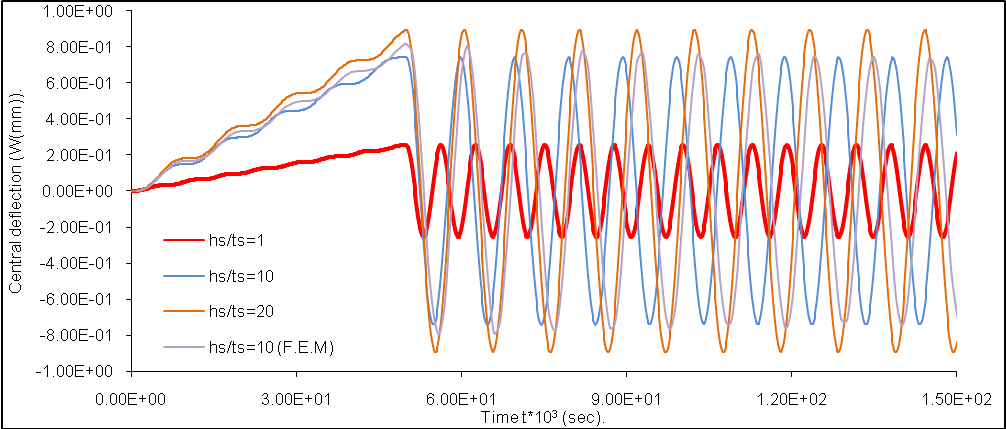 1.00E+00
8.00E-01
6.00E-01
4.00E-01
2.00E-01
0.00E+00
-2.00E-01
-4.00E-01
-6.00E-01
-8.00E-01
-1.00E+00
Central deflection (W(mm)).
hs/ts=1
hs/ts=10
hs/ts=20
hs/ts=10 (F.E.M)
0.00E+00 3.00E+01 6.00E+01 9.00E+01 1.20E+02 1.50E+02
Time t*10³ (sec).